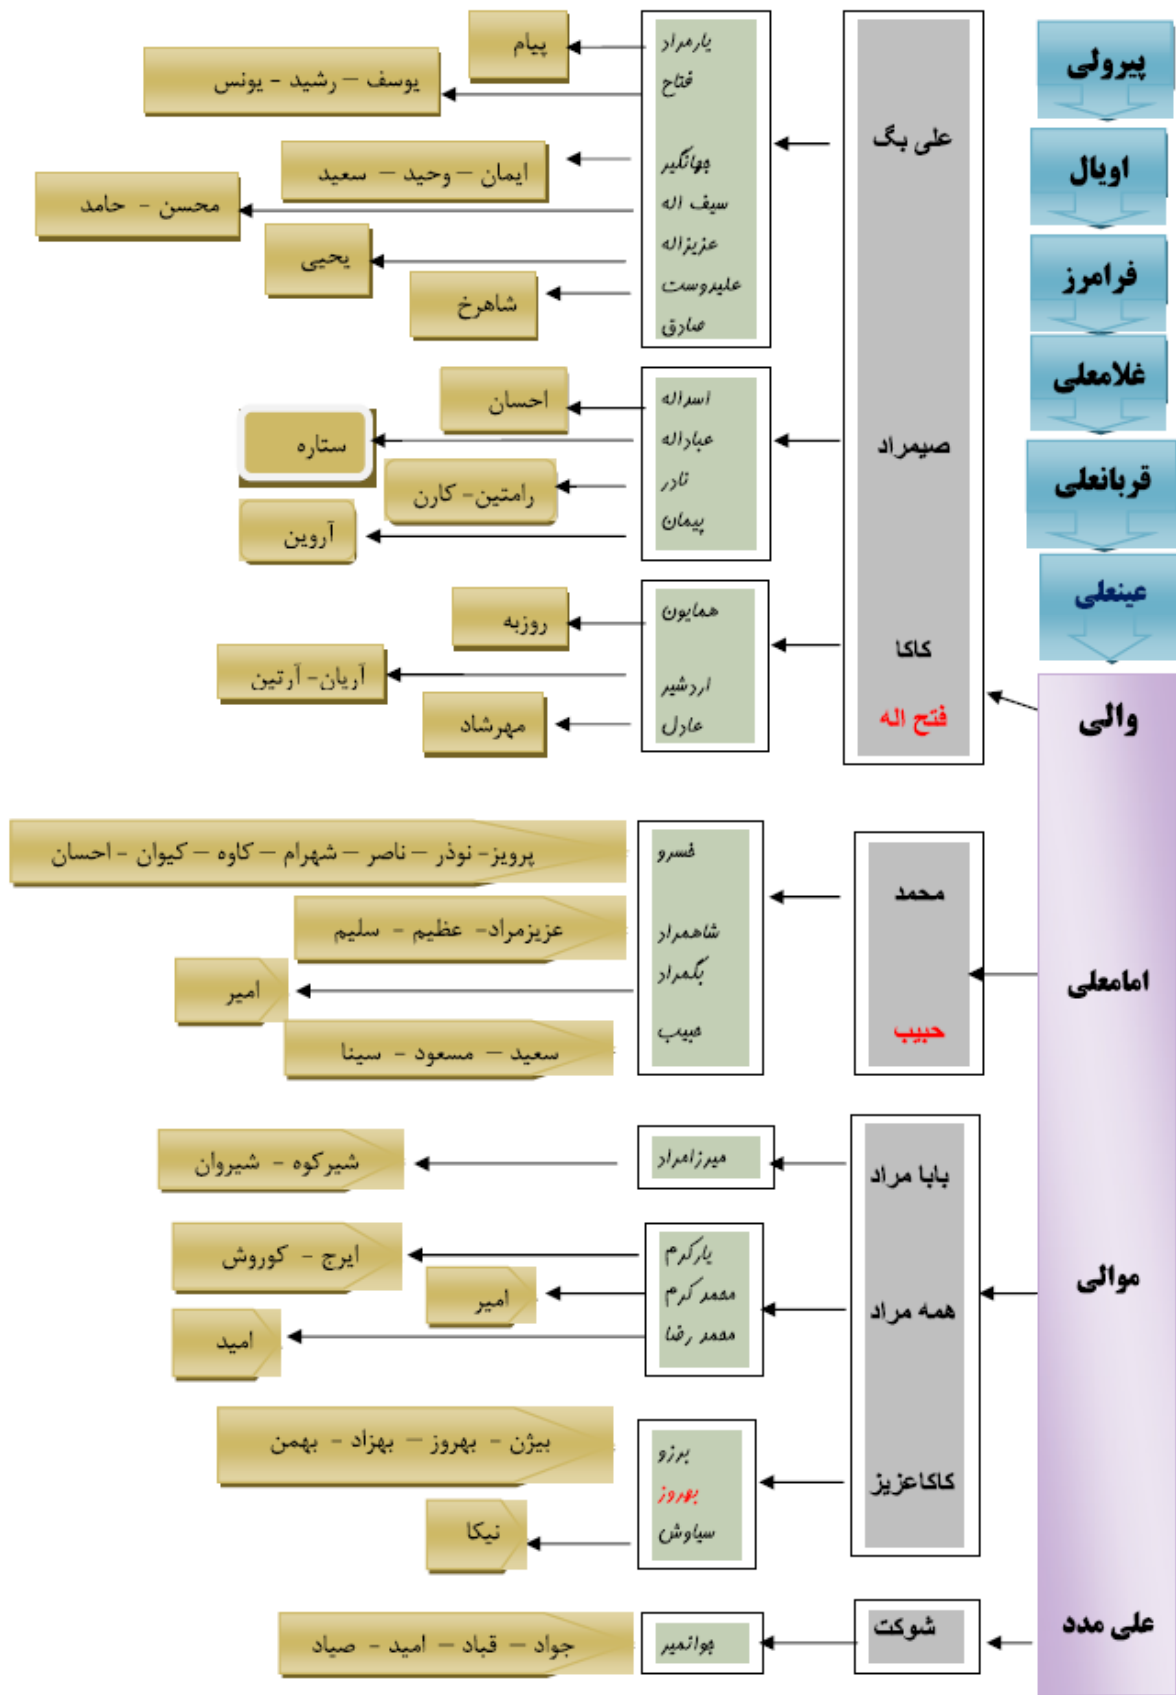 پیرولی
اویال
فرامرز
غلامعلی
قربانعلی
عینعلی
والی
علی بگ
یارمراد
پیام
فتاح
یوسف – رشید - یونس
جهانگیر
ایمان – وحید – سعید
سیف اله
محسن - حامد
عزیزاله
یحیی
علیدوست
شاهرخ
صادق
صیمراد
اسداله
احسان
عباداله
ستاره
نادر
رامتین- کارن
پیمان
آروین
کاکا
همایون
روزبه
اردشیر
آریان- آرتین
عادل
مهرشاد
فتح اله
امامعلی
محمد
خسرو
پرویز- نوذر – ناصر – شهرام – کاوه – کیوان - احسان
شاهمراد
عزیزمراد- عظیم - سلیم
بگمراد
امیر
حبیب
سعید – مسعود - سینا
حبیب
موالی
بابا مراد
میرزامراد
شیرکوه - شیروان
همه مراد
یارکرم
ایرج - کوروش
محمد کرم
امیر
محمد رضا
امید
کاکاعزیز
برزو
بیژن - بهروز – بهزاد - بهمن
بهروز
سیاوش
نیکا
علی مدد
شوکت
جوانمیر
جواد – قباد – امید - صیاد